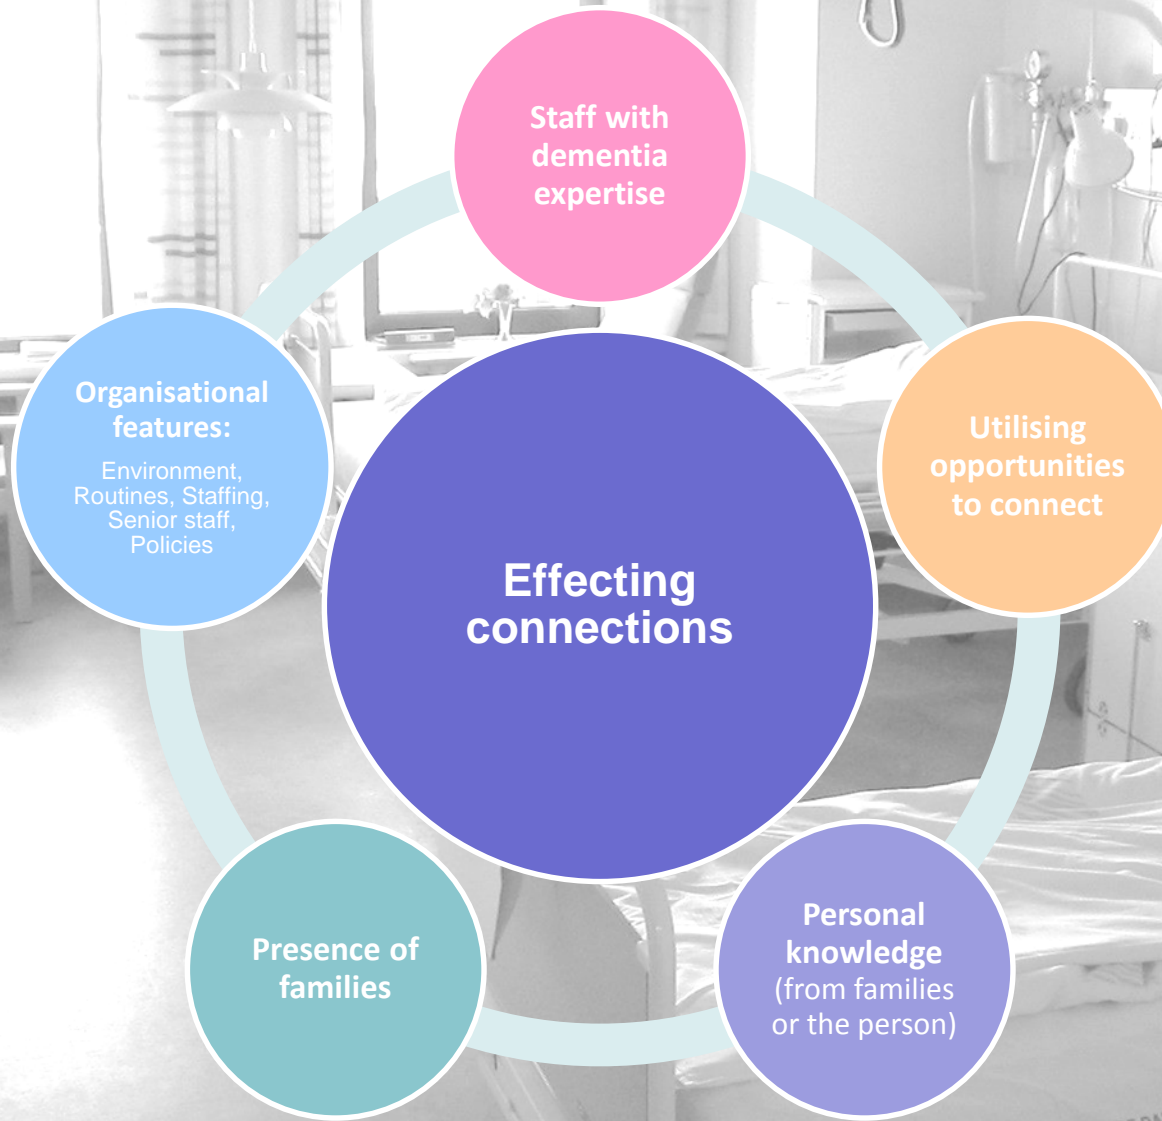 Staff with
dementia
expertise
Organisational
features:
Environment,
Routines, Staffing,
Senior staff,
Policies
Utilising
opportunities
to connect
Effecting
connections
Presence of
families
Personal
knowledge
(from families
or the person)